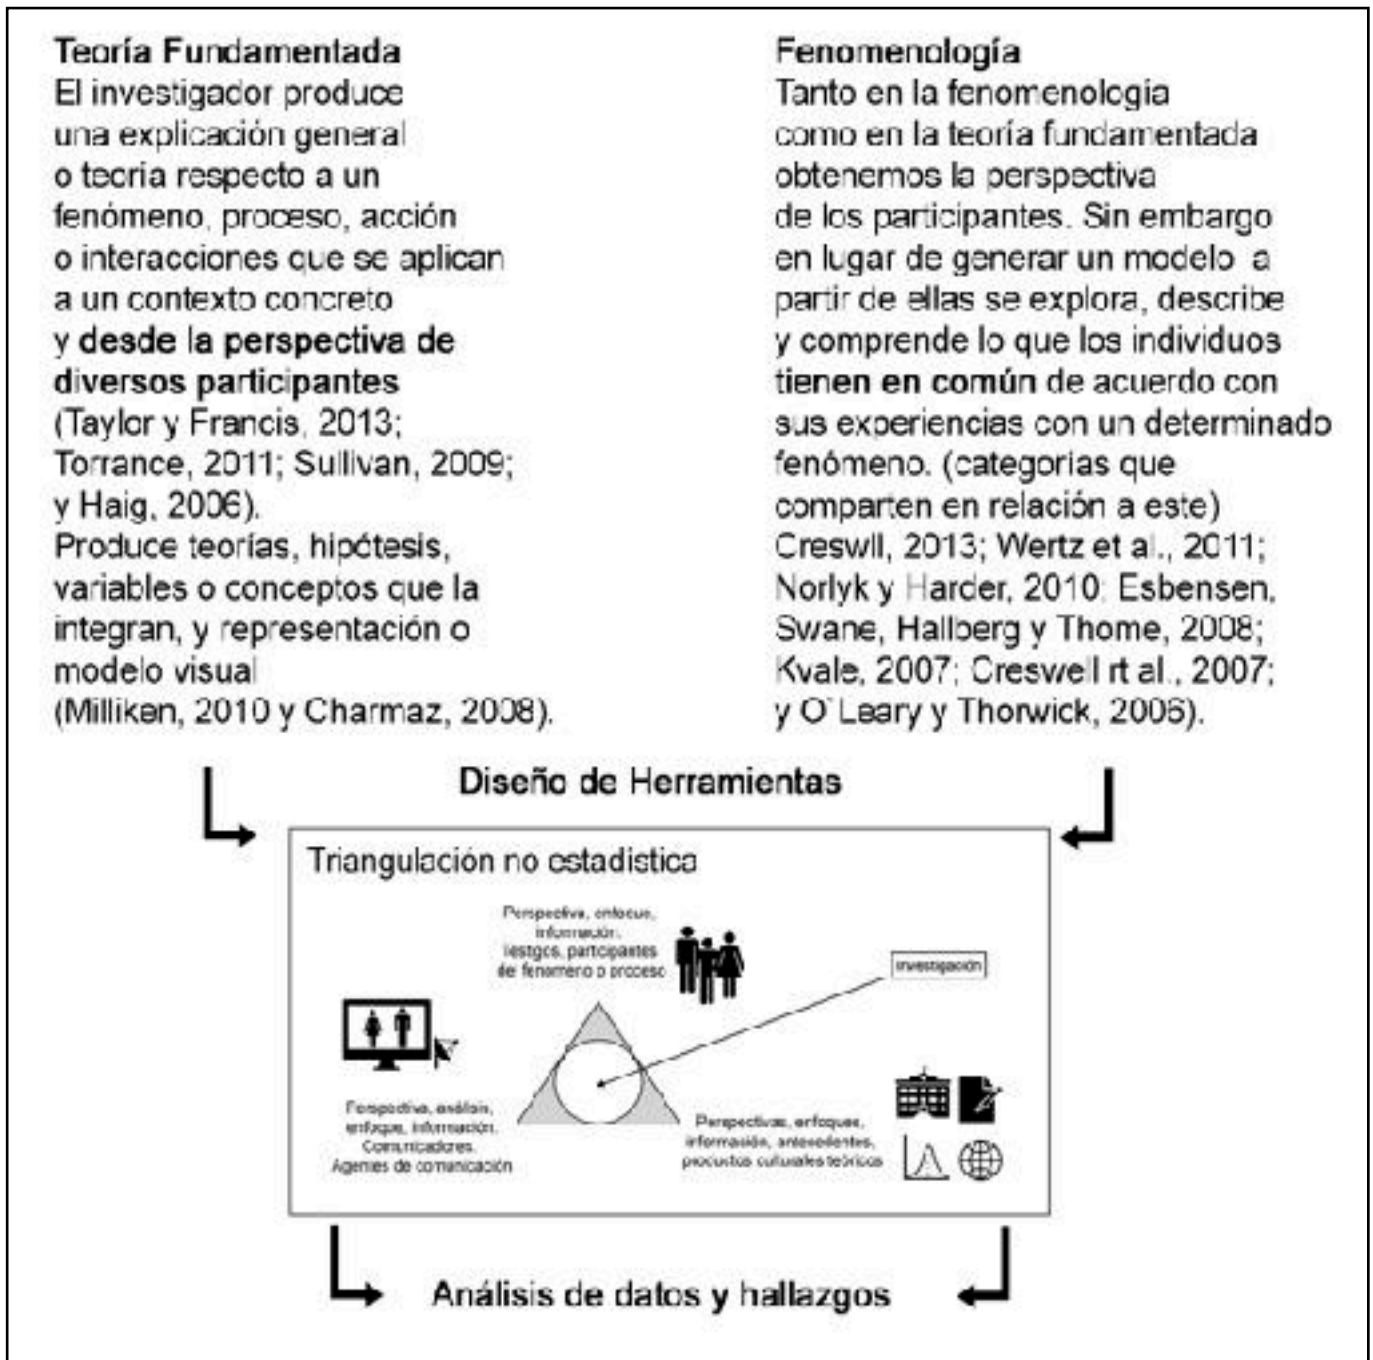 Teoría Fundamentada
El investigador produce
una explicación general
o teoría respecto a un
fenómeno, proceso, acción
o interacciones que se aplican
a un contexto concreto
y desde la perspectiva de
diversos participantes
(Taylor y Francis, 2013;
Torrance, 2011; Sullivan, 2009;
y Haig, 2006).
Produce teorías, hipótesis,
variables o conceptos que la
integran, y representación o
modelo visual
(Milliken, 2010 y Charmaz, 2008).
Fenomenología
Tanto en la fenomenología
como en la teoría fundamentada
obtenemos la perspectiva
de los participantes. Sin embargo
en lugar de generar un modelo a
partir de ellas se explora, describe
y comprende lo que los individuos
tienen en común de acuerdo con
sus experiencias con un determinado
fenómeno. (categorías que
comparten en relación a este)
Creswll, 2013; Wertz et al., 2011;
Norlyk y Harder, 2010; Esbensen,
Swane, Hallberg y Thome, 2008;
Kvale, 2007; Creswell rt al., 2007;
y O`Leary y Thorwick, 2006).
Diseño de Herramientas
Triangulación no estadística
Perspectiva, enfoque,
información.
Testgos, participantes
del fenomeno o proceso
investigación
Perspectiva, análisis,
enfoque, información.
Comunicadores.
Agentes de comunicación
Perspectivas, enfoques,
información, antecedentes,
productos culturales teóricos
Análisis de datos y hallazgos